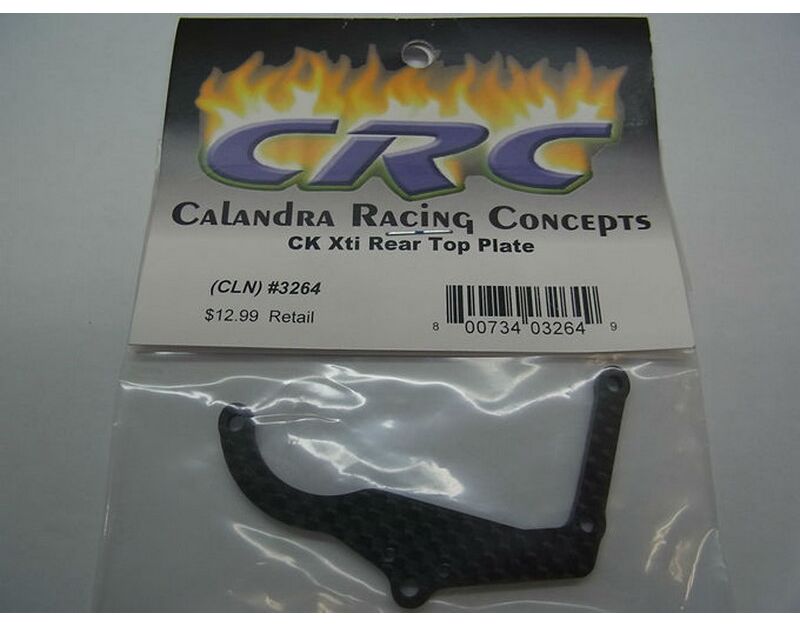 CRC
Calandra Racing Concepts
CK Xti Rear Top Plate
(CLN) #3264
$12.99 Retail
8 00734 03264 9